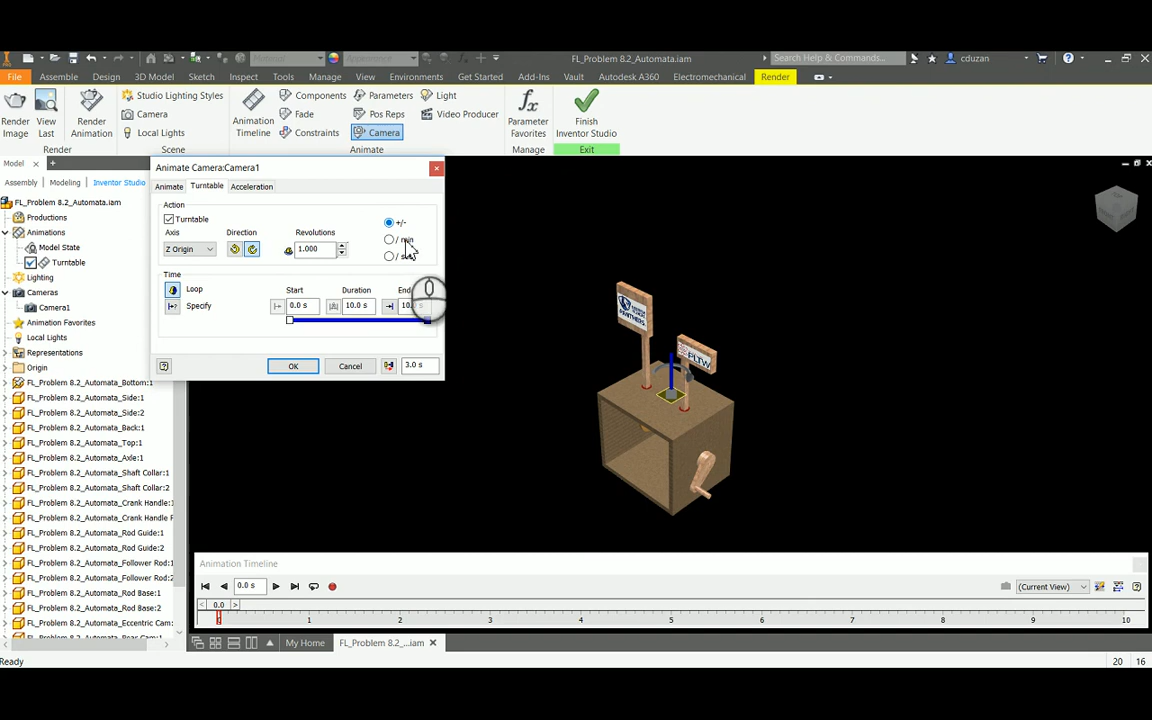 FL_Problem 8.2_Automata.iam
Search Help & Commands...
cduzan
File Assembly Design 3D Model Sketch Inspect Tools Manage View Environments Get Started Add-Ins Vault Autodesk A360 Electromechanical Render
Render Image
View Last
Render Animation
Render
Studio Lighting Styles
Camera
Local Lights
Scene
Animation Timeline
Components
Fade
Constraints
Parameters
Pos Reps
Camera
Light
Video Producer
Animate
Parameter Favorites
Manage
Finish Inventor Studio
Exit
Model
Assembly Modeling Inventor Studio
FL_Problem 8.2_Automata.iam
Productions
Animations
Model State
Turntable
Lighting
Cameras
Camera1
Animation Favorites
Local Lights
Representations
Origin
FL_Problem 8.2_Automata_Bottom:1
FL_Problem 8.2_Automata_Side:1
FL_Problem 8.2_Automata_Side:2
FL_Problem 8.2_Automata_Back:1
FL_Problem 8.2_Automata_Top:1
FL_Problem 8.2_Automata_Axle:1
FL_Problem 8.2_Automata_Shaft Collar:1
FL_Problem 8.2_Automata_Shaft Collar:2
FL_Problem 8.2_Automata_Crank Handle:1
FL_Problem 8.2_Automata_Crank Handle F
FL_Problem 8.2_Automata_Rod Guide:1
FL_Problem 8.2_Automata_Rod Guide:2
FL_Problem 8.2_Automata_Follower Rod:1
FL_Problem 8.2_Automata_Follower Rod:2
FL_Problem 8.2_Automata_Rod Base:1
FL_Problem 8.2_Automata_Rod Base:2
FL_Problem 8.2_Automata_Eccentric Cam:
Animate Camera:Camera1
Animate Turntable Acceleration
Action
Turntable
Axis Direction Revolutions
Z Origin 1.000
+/-
/ min
Time
Loop
Specify
Start Duration End
0.0 s 10.0 s
OK Cancel 3.0 s
PANTHERS
PLTW
Animation Timeline
0.0 s (Current View)
0.0
1 2 3 4 5 6 7 8 9 10
My Home FL_Problem 8.2_...iam
Ready 20 16